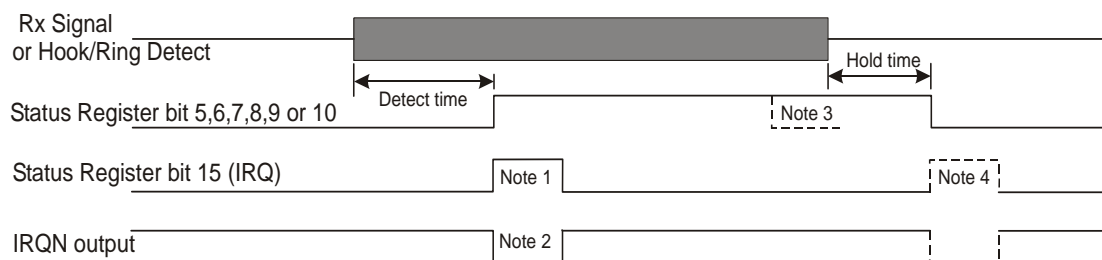 Rx Signal
or Hook/Ring Detect
Hold time
Detect time
Status Register bit 5,6,7,8,9 or 10
Note 3
Status Register bit 15 (IRQ)
Note 1
Note 4
IRQN output
Note 2